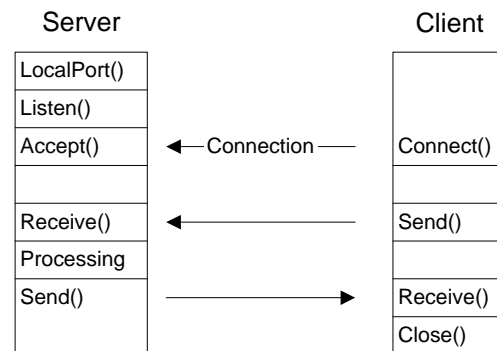 Server
Client
LocalPort()
Listen()
Accept()
Connection
Connect()
Receive()
Send()
Processing
Send()
Receive()
Close()